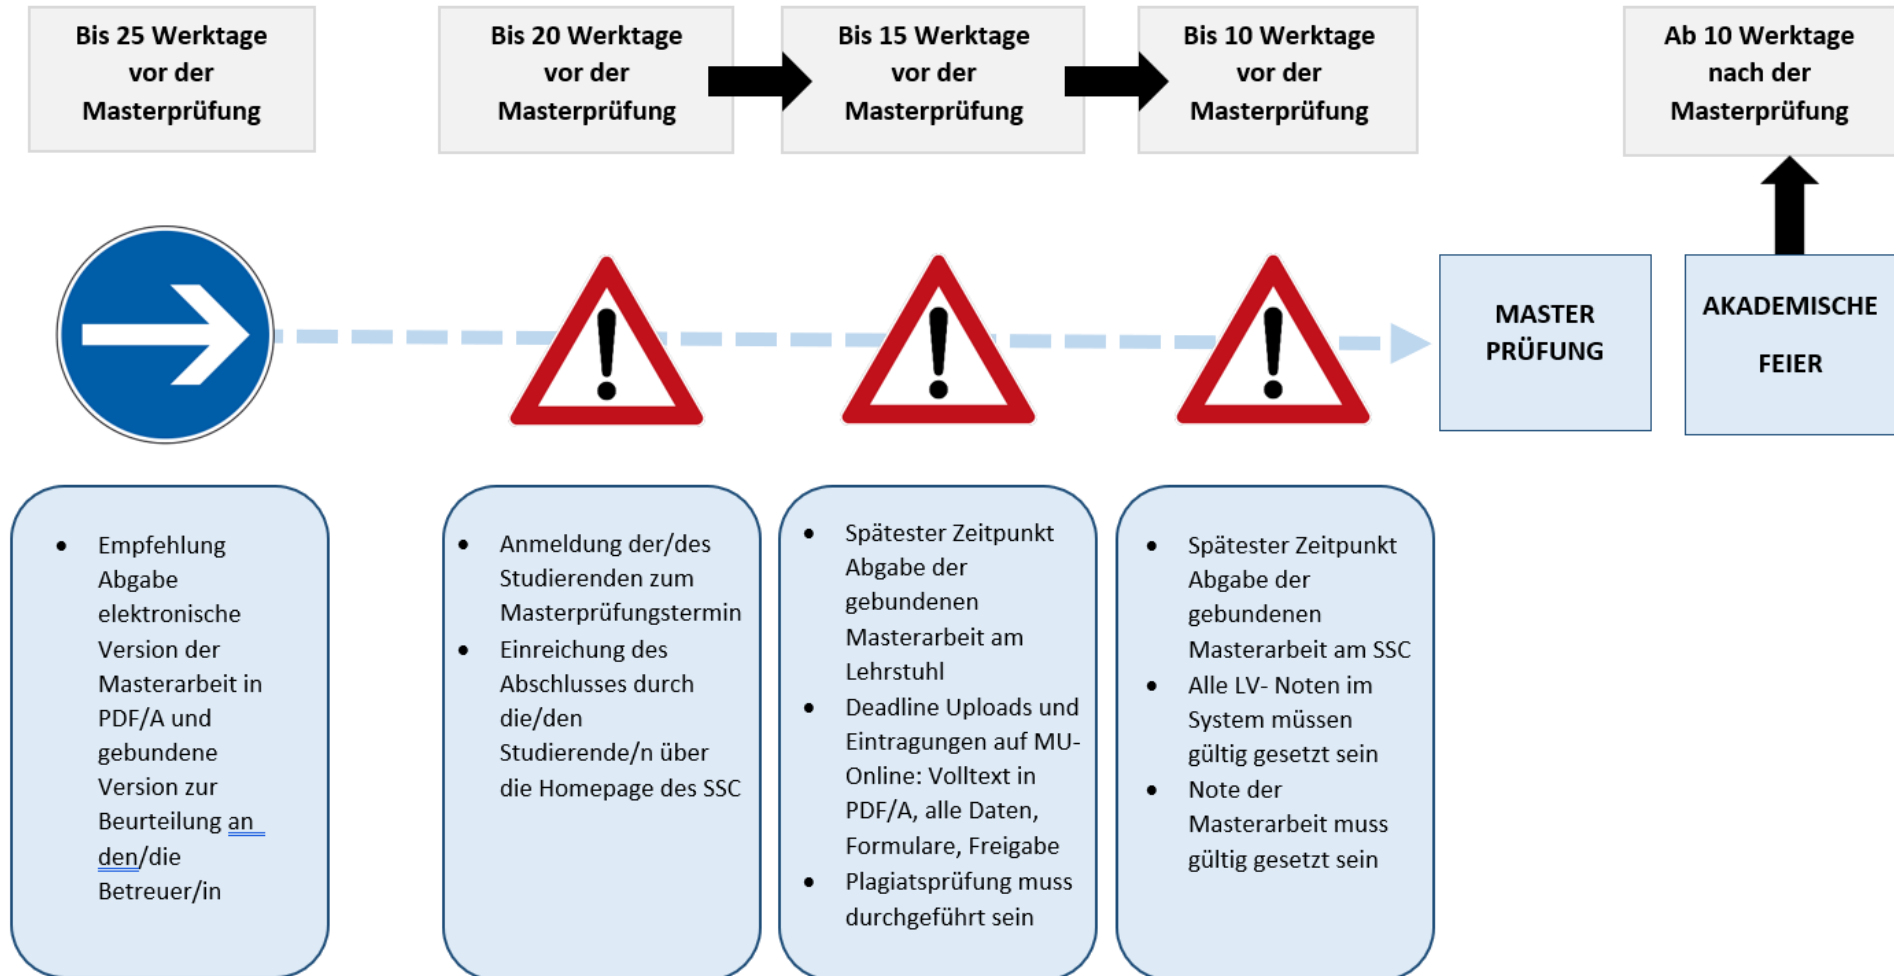 Bis 25 Werktage
vor der
Masterprüfung
Bis 20 Werktage
vor der
Masterprüfung
Bis 15 Werktage
vor der
Masterprüfung
Bis 10 Werktage
vor der
Masterprüfung
Ab 10 Werktage
nach der
Masterprüfung
MASTER
PRÜFUNG
AKADEMISCHE
FEIER
• Empfehlung
Abgabe
elektronische
Version der
Masterarbeit in
PDF/A und
gebundene
Version zur
Beurteilung an
den/die
Betreuer/in
• Anmeldung der/des
Studierenden zum
Masterprüfungstermin
• Einreichung des
Abschlusses durch
die/den
Studierende/n über
die Homepage des SSC
• Spätester Zeitpunkt
Abgabe der
gebundenen
Masterarbeit am
Lehrstuhl
• Deadline Uploads und
Eintragungen auf MU-
Online: Volltext in
PDF/A, alle Daten,
Formulare, Freigabe
• Plagiatsprüfung muss
durchgeführt sein
• Spätester Zeitpunkt
Abgabe der
gebundenen
Masterarbeit am SSC
• Alle LV- Noten im
System müssen
gültig gesetzt sein
• Note der
Masterarbeit muss
gültig gesetzt sein